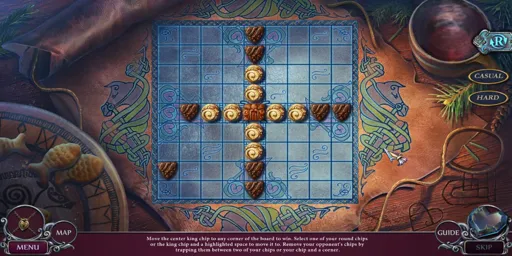 R
CASUAL
HARD
MAP
MENU
Move the center king chip to any corner of the board to win. Select one of your round chips
or the king chip and a highlighted space to move it to. Remove your opponent's chips by
trapping them between two of your chips or your chip and a corner.
GUIDE
SKIP